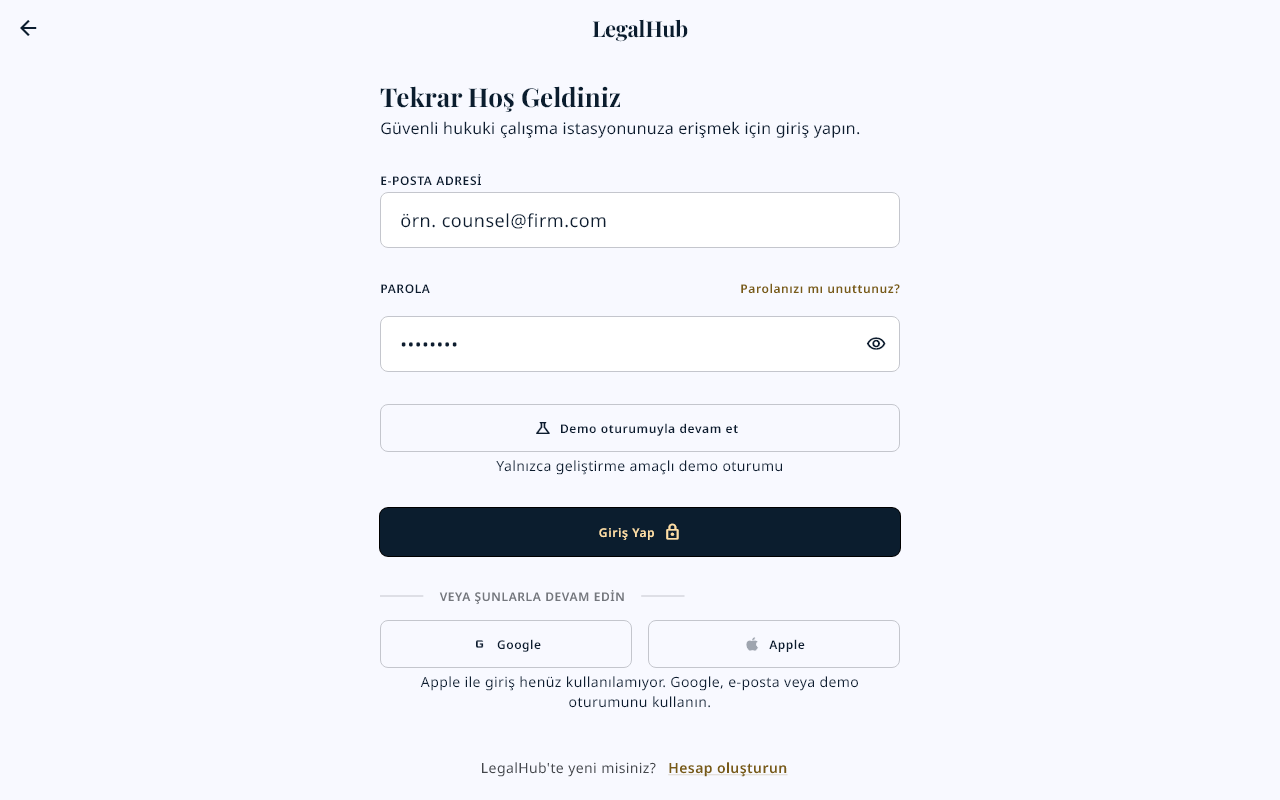 LegalHub
Tekrar Hoş Geldiniz
Güvenli hukuki çalışma istasyonunuza erişmek için giriş yapın.
E-POSTA ADRESİ
örn. counsel@firm.com
PAROLA
Parolanızı mı unuttunuz?
••••••••
Demo oturumuyla devam et
Yalnızca geliştirme amaçlı demo oturumu
Giriş Yap
VEYA ŞUNLARLA DEVAM EDİN
G Google
Apple
Apple ile giriş henüz kullanılamıyor. Google, e-posta veya demo
oturumunu kullanın.
LegalHub'te yeni misiniz? Hesap oluşturun